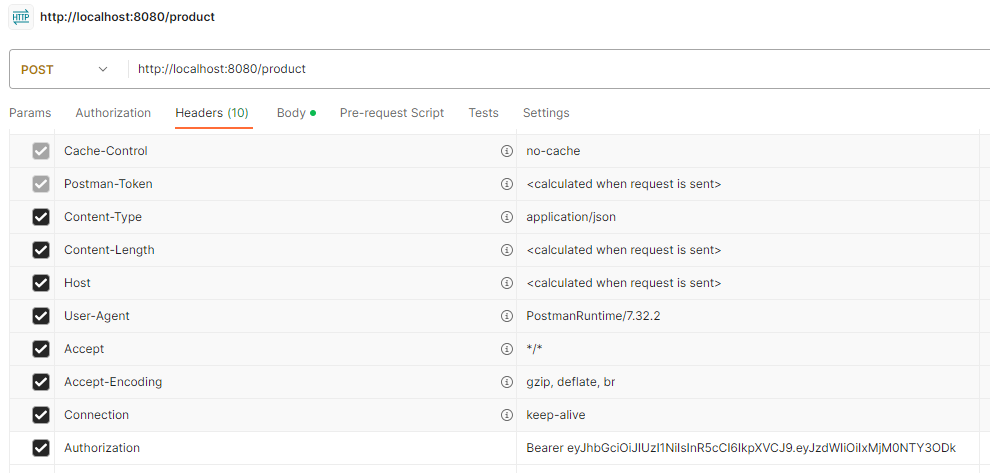 HTTP http://localhost:8080/product
POST http://localhost:8080/product
Params Authorization Headers (10) Body Pre-request Script Tests Settings
Cache-Control no-cache
Postman-Token <calculated when request is sent>
Content-Type application/json
Content-Length <calculated when request is sent>
Host <calculated when request is sent>
User-Agent PostmanRuntime/7.32.2
Accept */*
Accept-Encoding gzip, deflate, br
Connection keep-alive
Authorization Bearer eyJhbGciOiJIUzI1NiIsInR5cCI6IkpXVCJ9.eyJzdWIiOiIxMjM0NTY3ODk